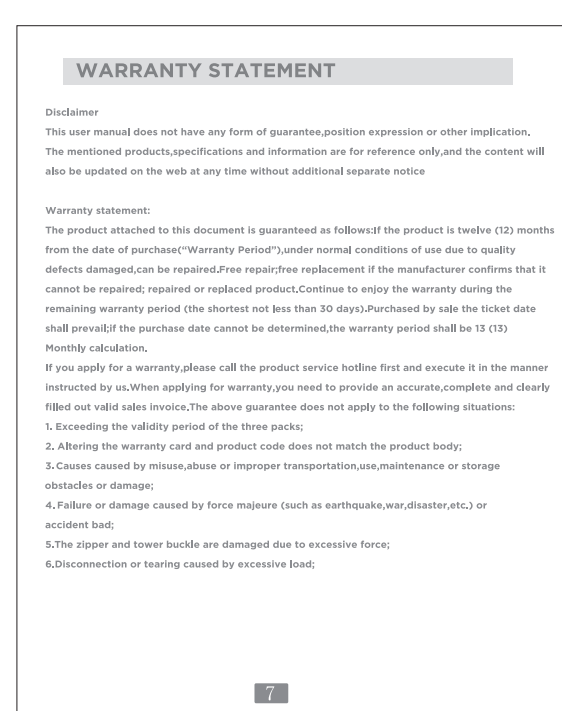 WARRANTY STATEMENT
Disclaimer
This user manual does not have any form of guarantee,position expression or other implication.
The mentioned products,specifications and information are for reference only,and the content will
also be updated on the web at any time without additional separate notice
Warranty statement:
The product attached to this document is guaranteed as follows:If the product is twelve (12) months
from the date of purchase(“Warranty Period”),under normal conditions of use due to quality
defects damaged,can be repaired.Free repair;free replacement if the manufacturer confirms that it
cannot be repaired; repaired or replaced product.Continue to enjoy the warranty during the
remaining warranty period (the shortest not less than 30 days).Purchased by sale the ticket date
shall prevail;if the purchase date cannot be determined,the warranty period shall be 13 (13)
Monthly calculation.
If you apply for a warranty,please call the product service hotline first and execute it in the manner
instructed by us.When applying for warranty,you need to provide an accurate,complete and clearly
filled out valid sales invoice.The above guarantee does not apply to the following situations:
1. Exceeding the validity period of the three packs;
2. Altering the warranty card and product code does not match the product body;
3.Causes caused by misuse,abuse or improper transportation,use,maintenance or storage
obstacles or damage;
4.Failure or damage caused by force majeure (such as earthquake,war,disaster,etc.) or
accident bad;
5.The zipper and tower buckle are damaged due to excessive force;
6.Disconnection or tearing caused by excessive load;
7